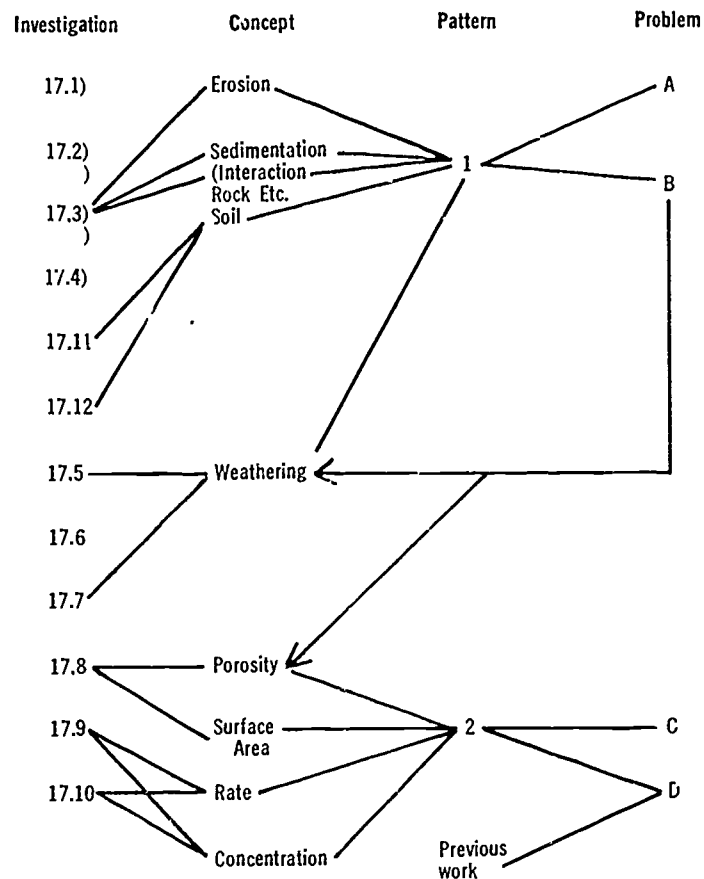 Investigation Concept Pattern Problem
17.1) Erosion A
17.2) Sedimentation
) (Interaction 1
Rock Etc. B
17.3) Soil
)
17.4)
17.11
17.12
17.5 Weathering
17.6
17.7
17.8 Porosity
17.9 Surface 2 C
Area
17.10 Rate D
Previous
Concentration work